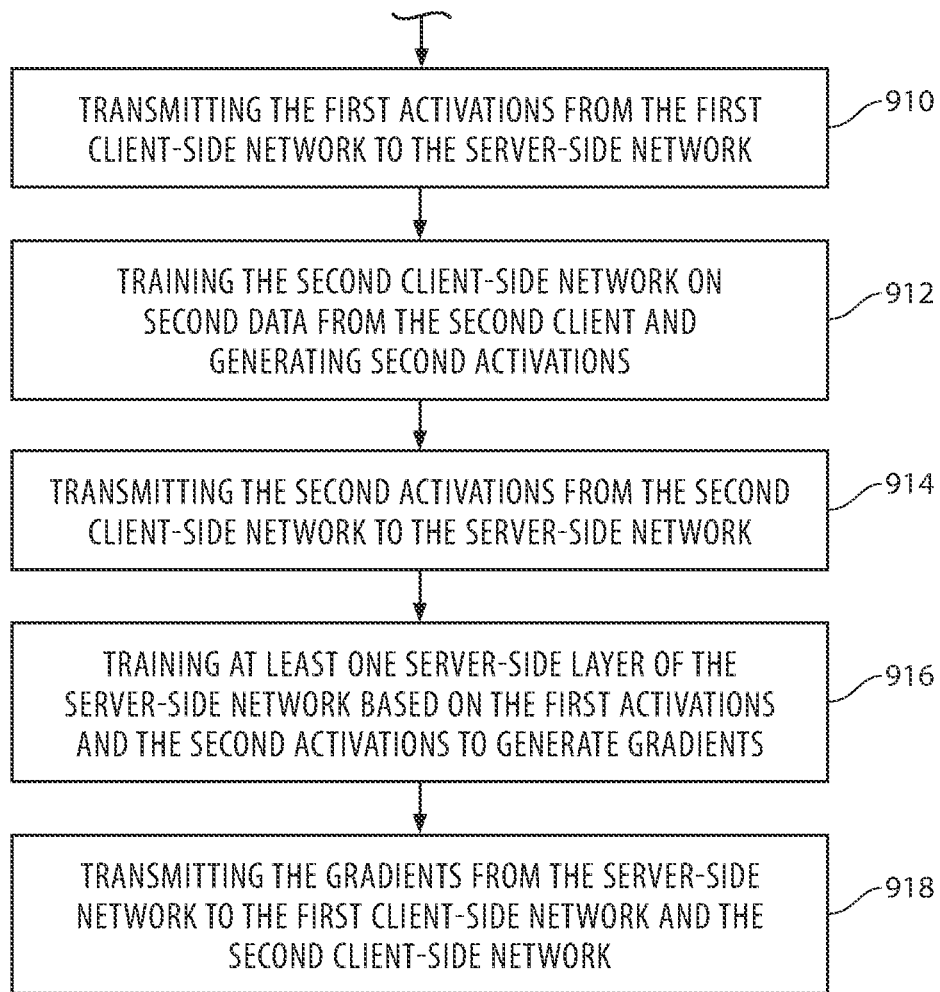 TRANSMITTING THE FIRST ACTIVATIONS FROM THE FIRST
CLIENT-SIDE NETWORK TO THE SERVER-SIDE NETWORK
910
TRAINING THE SECOND CLIENT-SIDE NETWORK ON
SECOND DATA FROM THE SECOND CLIENT AND
GENERATING SECOND ACTIVATIONS
912
TRANSMITTING THE SECOND ACTIVATIONS FROM THE SECOND
CLIENT-SIDE NETWORK TO THE SERVER-SIDE NETWORK
914
TRAINING AT LEAST ONE SERVER-SIDE LAYER OF THE
SERVER-SIDE NETWORK BASED ON THE FIRST ACTIVATIONS
AND THE SECOND ACTIVATIONS TO GENERATE GRADIENTS
916
TRANSMITTING THE GRADIENTS FROM THE SERVER-SIDE
NETWORK TO THE FIRST CLIENT-SIDE NETWORK AND THE
SECOND CLIENT-SIDE NETWORK
918